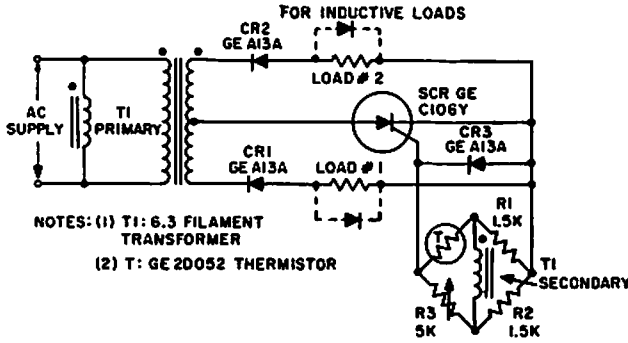 FOR INDUCTIVE LOADS
CR2
GE A13A
LOAD # 2
AC
SUPPLY
T1
PRIMARY
SCR GE
C106Y
CR3
GE A13A
CR1
GE A13A
LOAD # 1
R1
1.5K
T
T1
SECONDARY
R3
5K
R2
1.5K
NOTES: (1) T1: 6.3 FILAMENT
TRANSFORMER
(2) T: GE 2D052 THERMISTOR